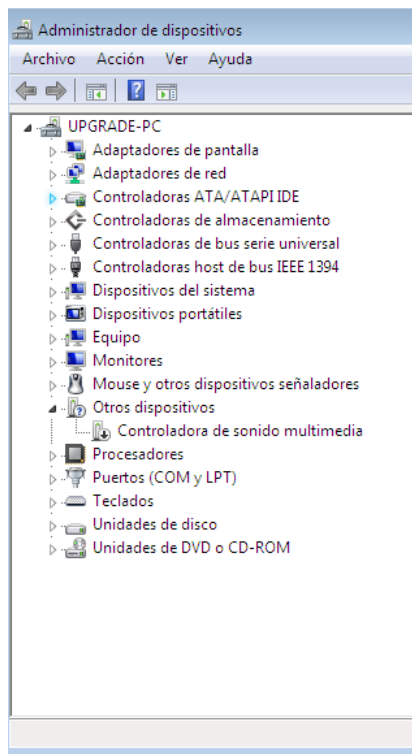 Administrador de dispositivos
Archivo Acción Ver Ayuda
UPGRADE-PC
Adaptadores de pantalla
Adaptadores de red
Controladoras ATA/ATAPI IDE
Controladoras de almacenamiento
Controladoras de bus serie universal
Controladoras host de bus IEEE 1394
Dispositivos del sistema
Dispositivos portátiles
Equipo
Monitores
Mouse y otros dispositivos señaladores
Otros dispositivos
Controladora de sonido multimedia
Procesadores
Puertos (COM y LPT)
Teclados
Unidades de disco
Unidades de DVD o CD-ROM